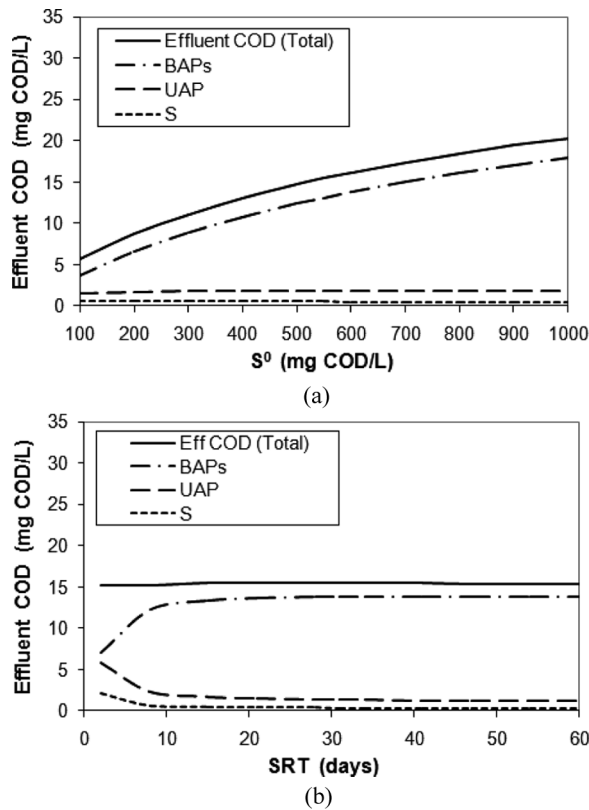 35
30
25
20
15
10
5
0
Effluent COD (mg COD/L)
Effluent COD (Total)
BAPs
UAP
S
100 200 300 400 500 600 700 800 900 1000
S⁰ (mg COD/L)
(a)
35
30
25
20
15
10
5
0
Effluent COD (mg COD/L)
Eff COD (Total)
BAPs
UAP
S
0 10 20 30 40 50 60
SRT (days)
(b)